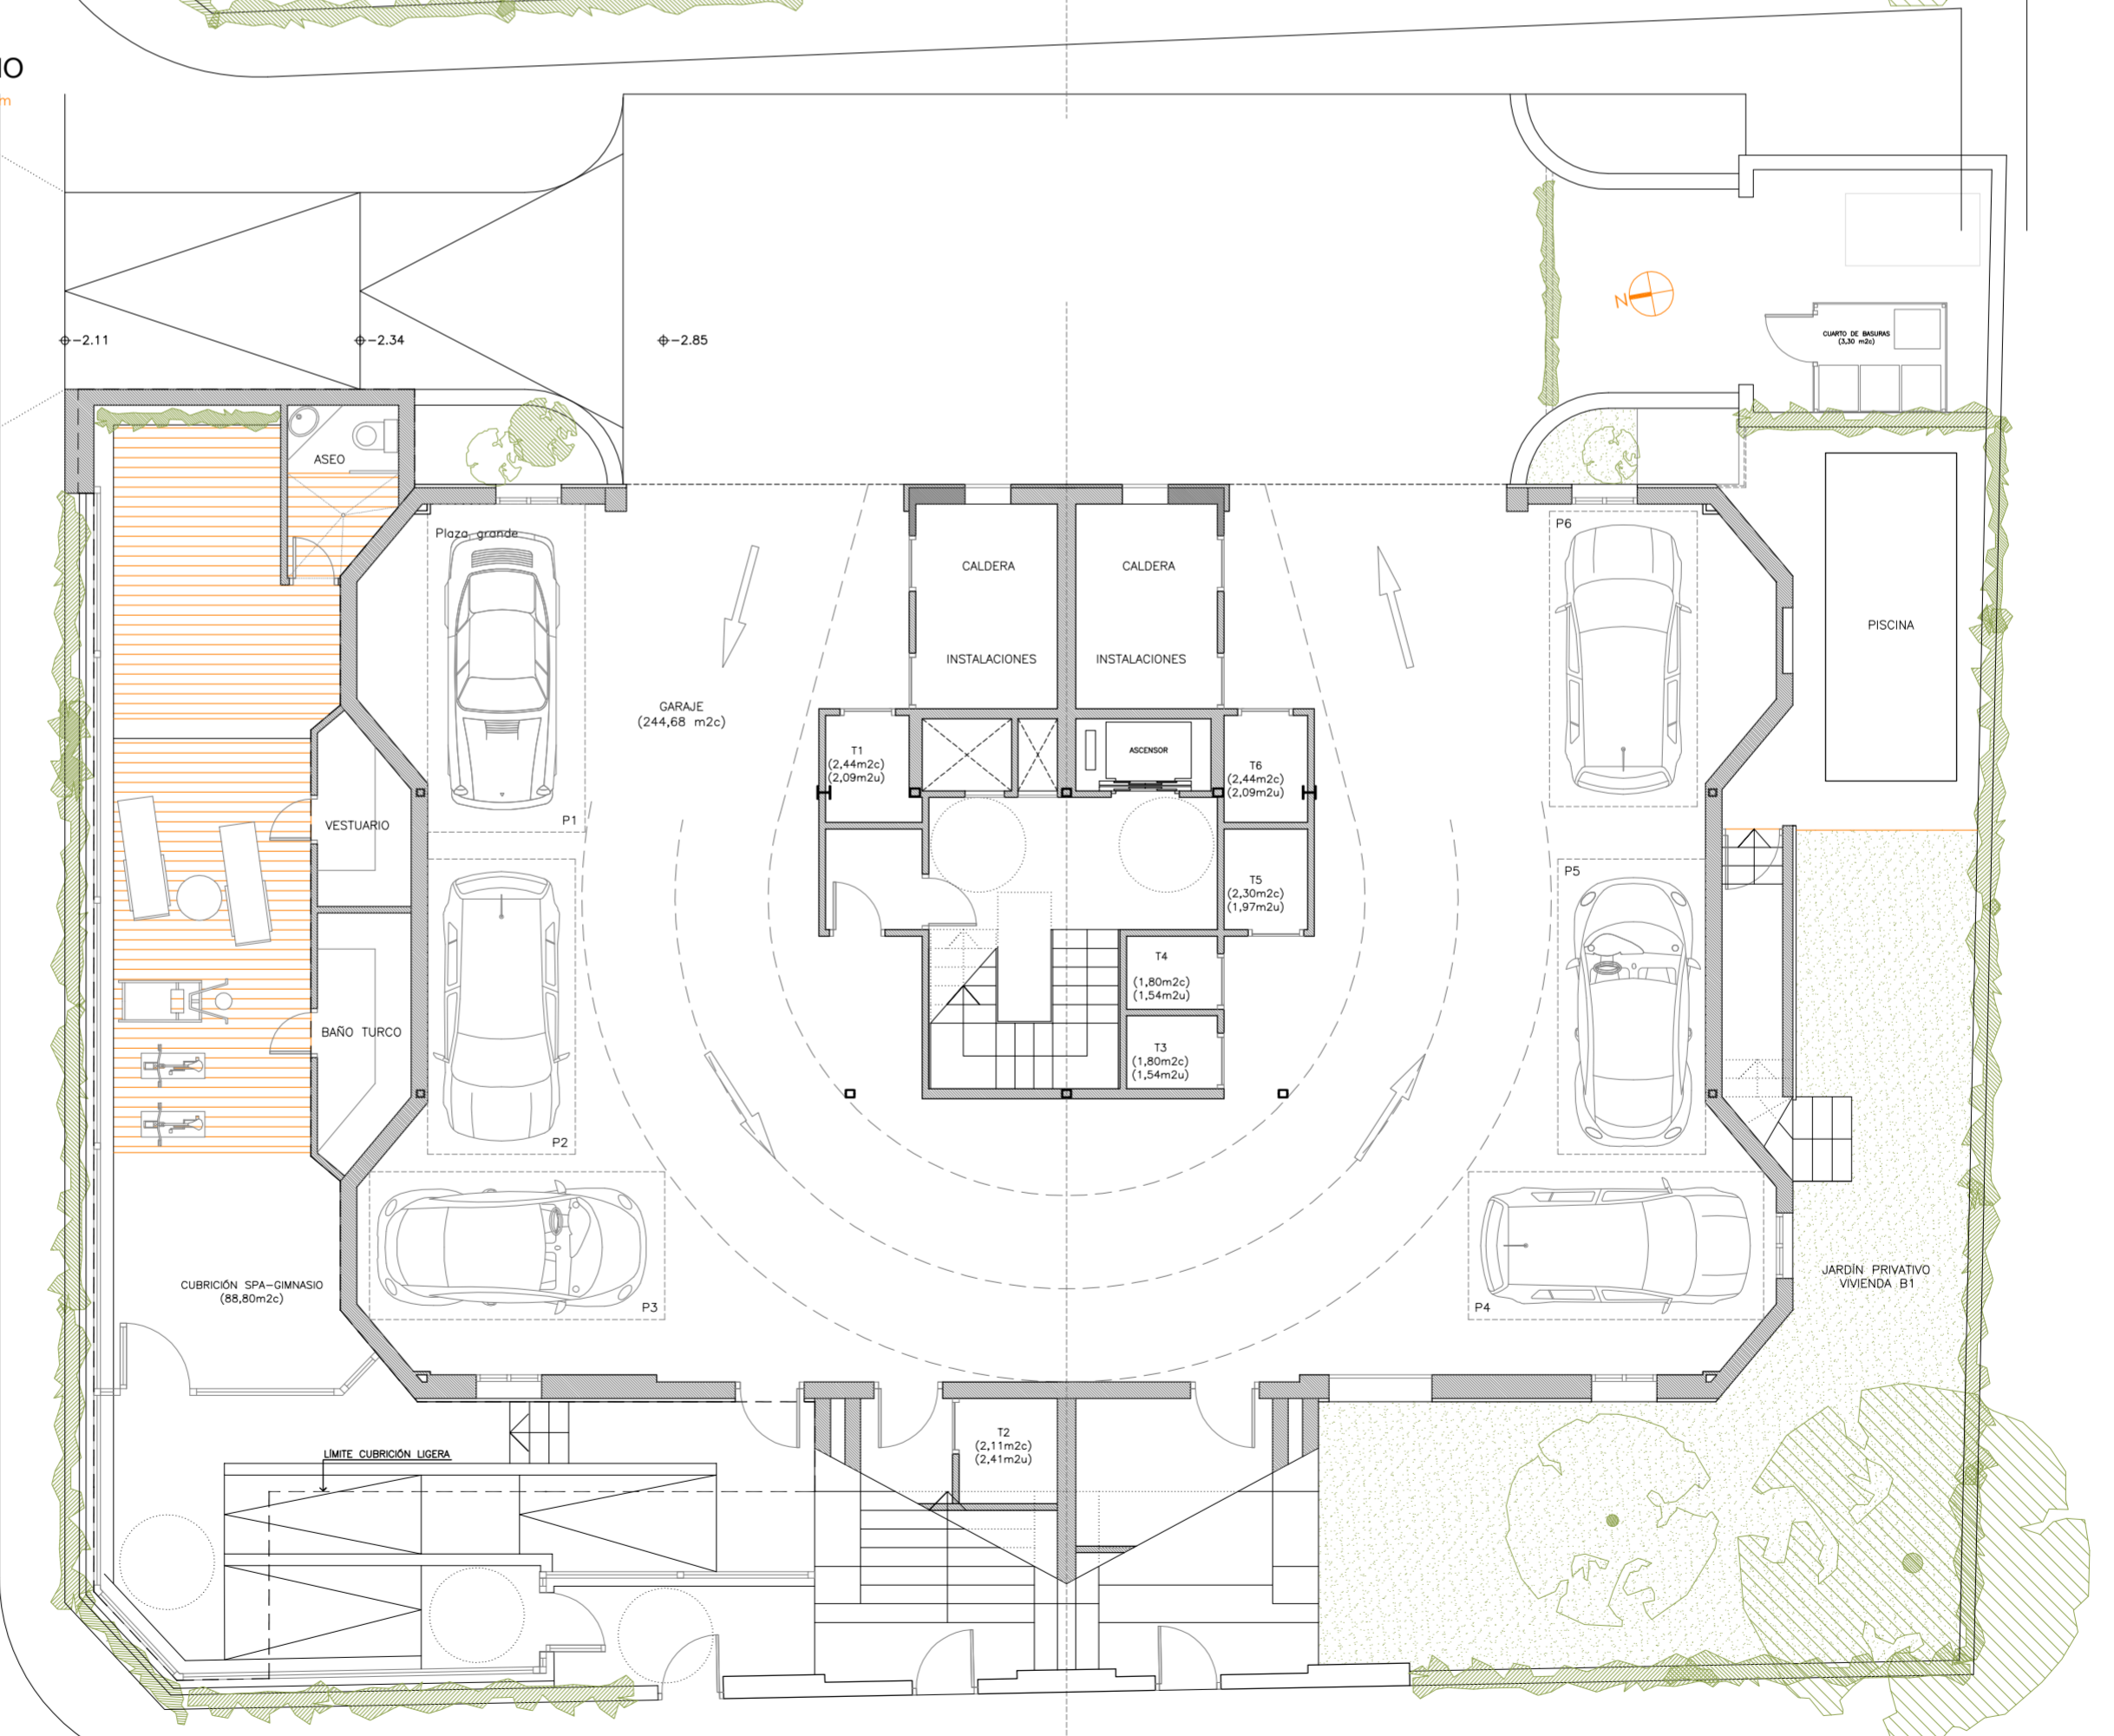 IO
m
-2.11
-2.34
-2.85
N
CUARTO DE BASURAS
(3,30 m2c)
ASEO
Plaza grande
P6
CALDERA
CALDERA
PISCINA
INSTALACIONES
INSTALACIONES
GARAJE
(244,68 m2c)
T1
(2,44m2c)
(2,09m2u)
ASCENSOR
T6
(2,44m2c)
(2,09m2u)
P1
VESTUARIO
P5
T5
(2,30m2c)
(1,97m2u)
T4
(1,80m2c)
(1,54m2u)
BAÑO TURCO
T3
(1,80m2c)
(1,54m2u)
P2
CUBRICIÓN SPA-GIMNASIO
(88,80m2c)
P3
P4
JARDÍN PRIVATIVO
VIVIENDA B1
LÍMITE CUBRICIÓN LIGERA
T2
(2,11m2c)
(2,41m2u)